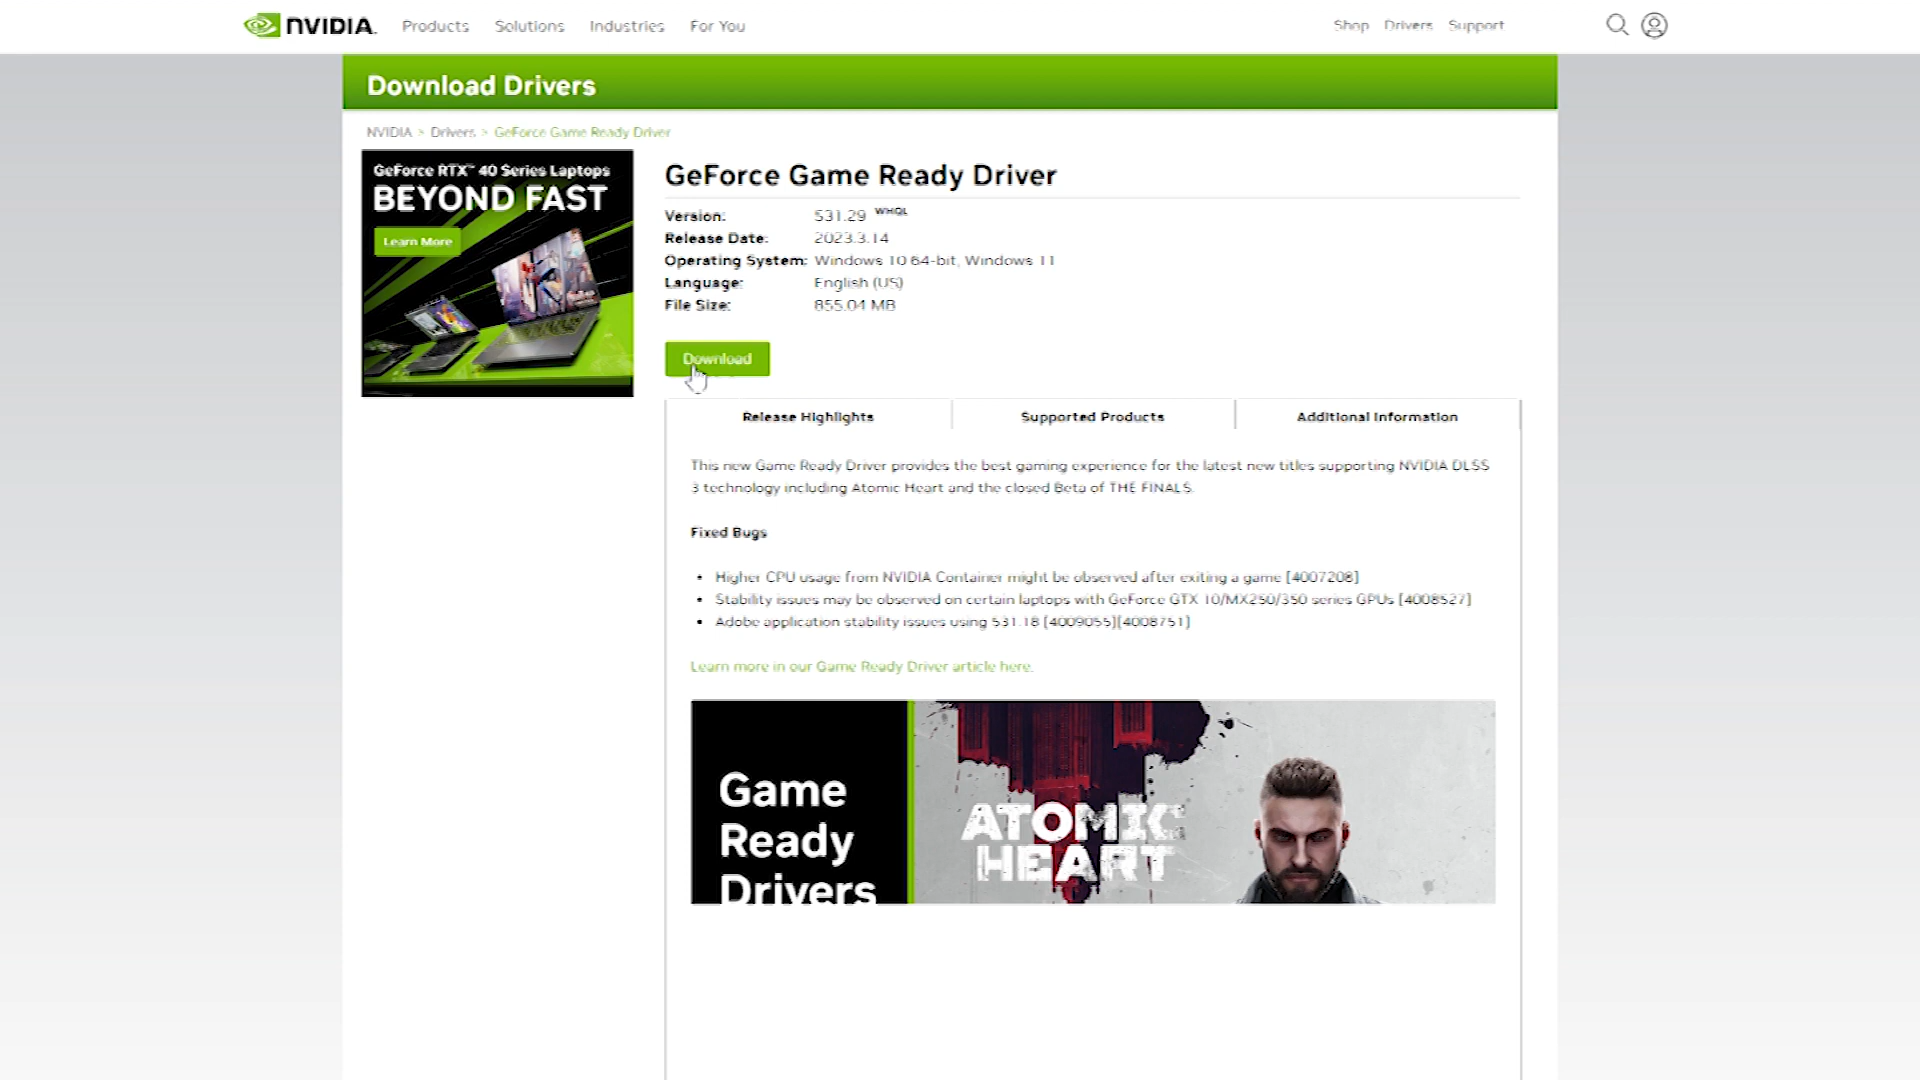 NVIDIA.
Products
Solutions
Industries
For You
Shop
Drivers
Support
Download Drivers
NVIDIA > Drivers > GeForce Game Ready Driver
GeForce RTX™ 40 Series Laptops
BEYOND FAST
Learn More
GeForce Game Ready Driver
Version: 531.29 WHQL
Release Date: 2023.3.14
Operating System: Windows 10 64-bit, Windows 11
Language: English (US)
File Size: 855.04 MB
Download
Release Highlights
Supported Products
Additional Information
This new Game Ready Driver provides the best gaming experience for the latest new titles supporting NVIDIA DLSS
3 technology including Atomic Heart and the closed Beta of THE FINALS.
Fixed Bugs
• Higher CPU usage from NVIDIA Container might be observed after exiting a game [4007208]
• Stability issues may be observed on certain laptops with GeForce GTX 10/MX250/350 series GPUs [4008527]
• Adobe application stability issues using 531.18 [4009055][4008751]
Learn more in our Game Ready Driver article here.
Game
Ready
Drivers
ATOMIC
HEART